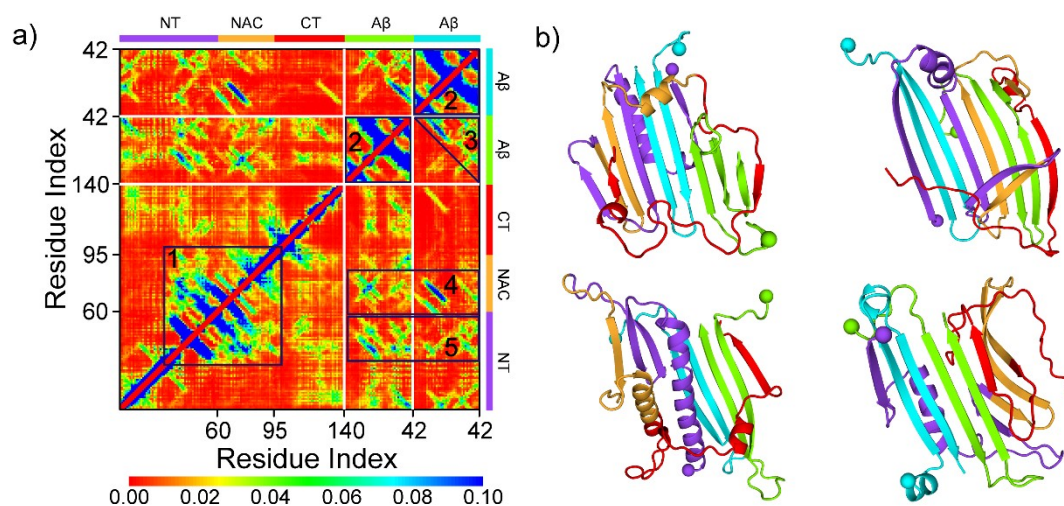 a)
NT NAC CT Aβ Aβ
42
2
Aβ
42
2 3
Aβ
140
CT
95
1
4
NAC
60
5
NT
Residue Index
60 95 140 42 42
Residue Index
0.00 0.02 0.04 0.06 0.08 0.10
b)